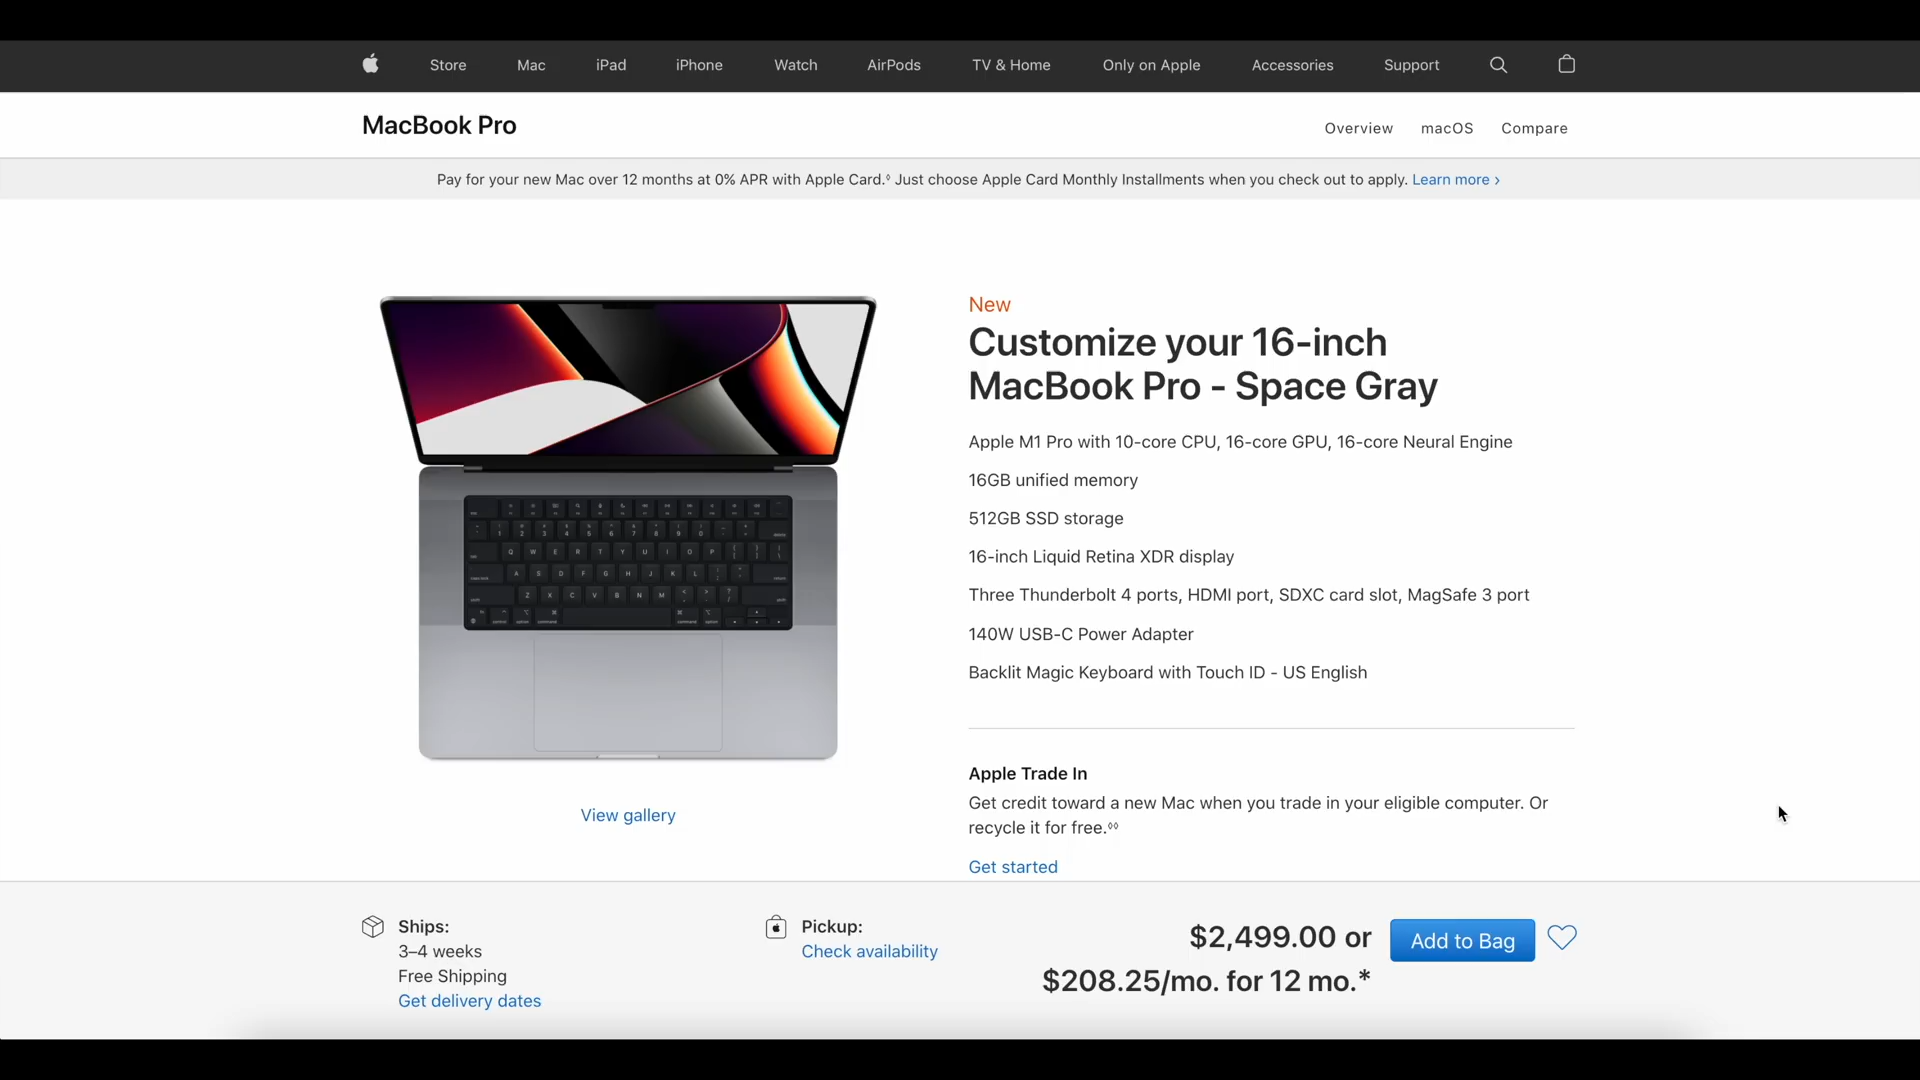 Store Mac iPad iPhone Watch AirPods TV & Home Only on Apple Accessories Support
MacBook Pro
Overview macOS Compare
Pay for your new Mac over 12 months at 0% APR with Apple Card.◊ Just choose Apple Card Monthly Installments when you check out to apply. Learn more ›
New
Customize your 16-inch
MacBook Pro - Space Gray
Apple M1 Pro with 10-core CPU, 16-core GPU, 16-core Neural Engine
16GB unified memory
512GB SSD storage
16-inch Liquid Retina XDR display
Three Thunderbolt 4 ports, HDMI port, SDXC card slot, MagSafe 3 port
140W USB-C Power Adapter
Backlit Magic Keyboard with Touch ID - US English
Q W E R T Y U I O P
A S D F G H J K L
Z X C V B N M
View gallery
Apple Trade In
Get credit toward a new Mac when you trade in your eligible computer. Or
recycle it for free.◊◊
Get started
Ships:
3–4 weeks
Free Shipping
Get delivery dates
Pickup:
Check availability
$2,499.00 or
$208.25/mo. for 12 mo.*
Add to Bag